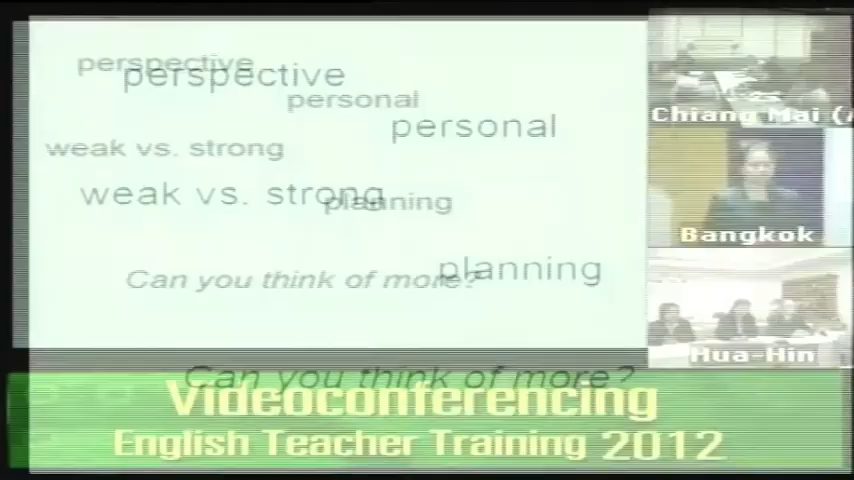 perspective
perspective
personal
personal
weak vs. strong
weak vs. strong
planning
planning
Can you think of more?
Can you think of more?
Chiang Mai (
Bangkok
Hua-Hin
Videoconferencing
English Teacher Training 2012